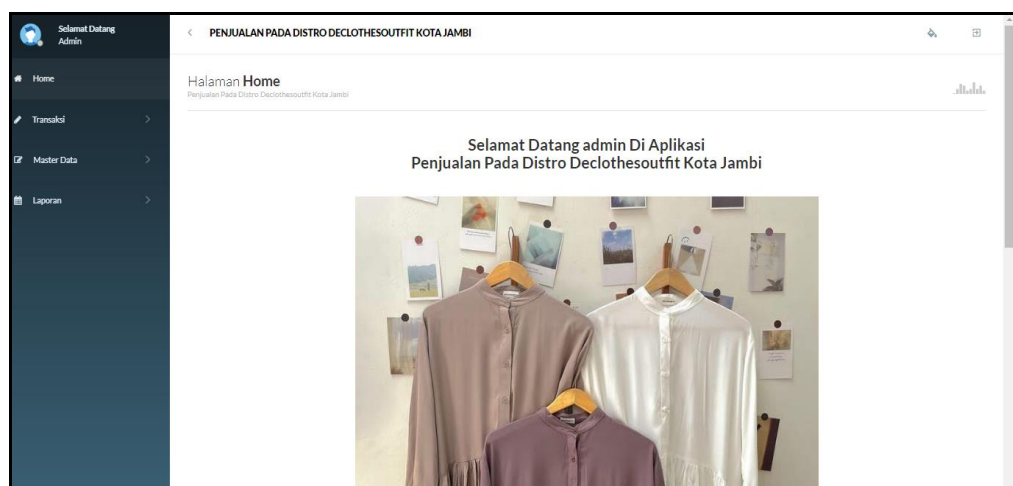 Selamat Datang
Admin
PENJUALAN PADA DISTRO DECLOTHESOUTFIT KOTA JAMBI
Home
Transaksi
Master Data
Laporan
Halaman Home
Penjualan Pada Distro Declothesoutfit Kota Jambi
Selamat Datang admin Di Aplikasi
Penjualan Pada Distro Declothesoutfit Kota Jambi